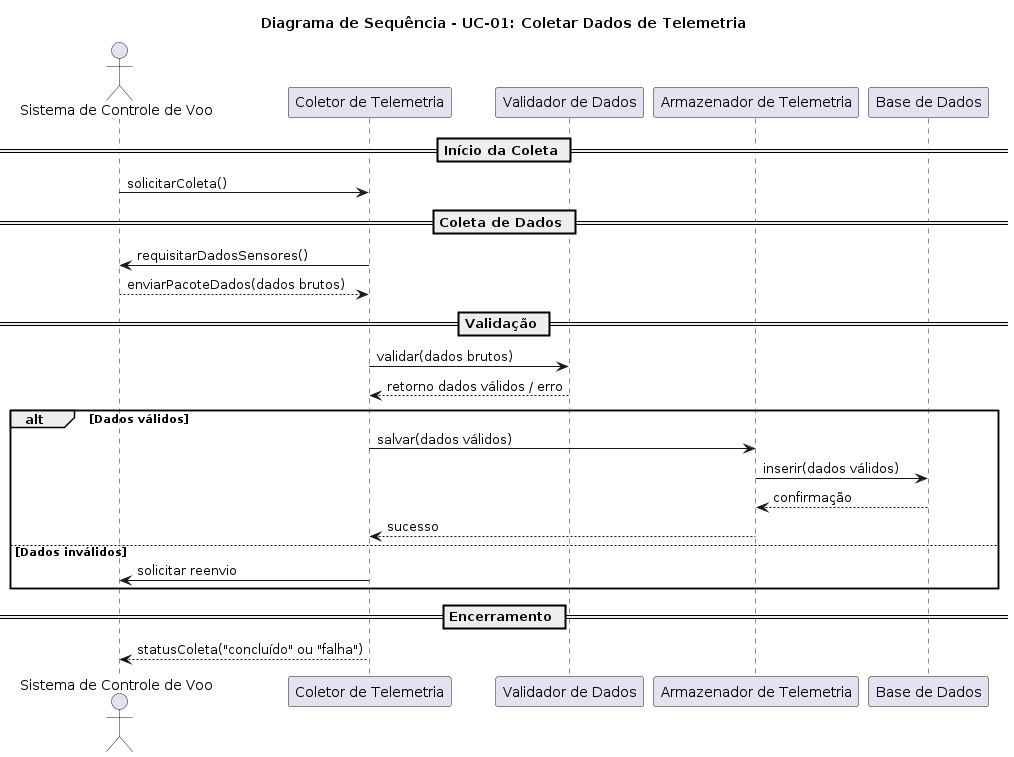 Diagrama de Sequência - UC-01: Coletar Dados de Telemetria
Sistema de Controle de Voo
Coletor de Telemetria
Validador de Dados
Armazenador de Telemetria
Base de Dados
Início da Coleta
solicitarColeta()
Coleta de Dados
requisitarDadosSensores()
enviarPacoteDados(dados brutos)
Validação
validar(dados brutos)
retorno dados válidos / erro
alt
[Dados válidos]
salvar(dados válidos)
inserir(dados válidos)
confirmação
sucesso
[Dados inválidos]
solicitar reenvio
Encerramento
statusColeta("concluído" ou "falha")
Sistema de Controle de Voo
Coletor de Telemetria
Validador de Dados
Armazenador de Telemetria
Base de Dados